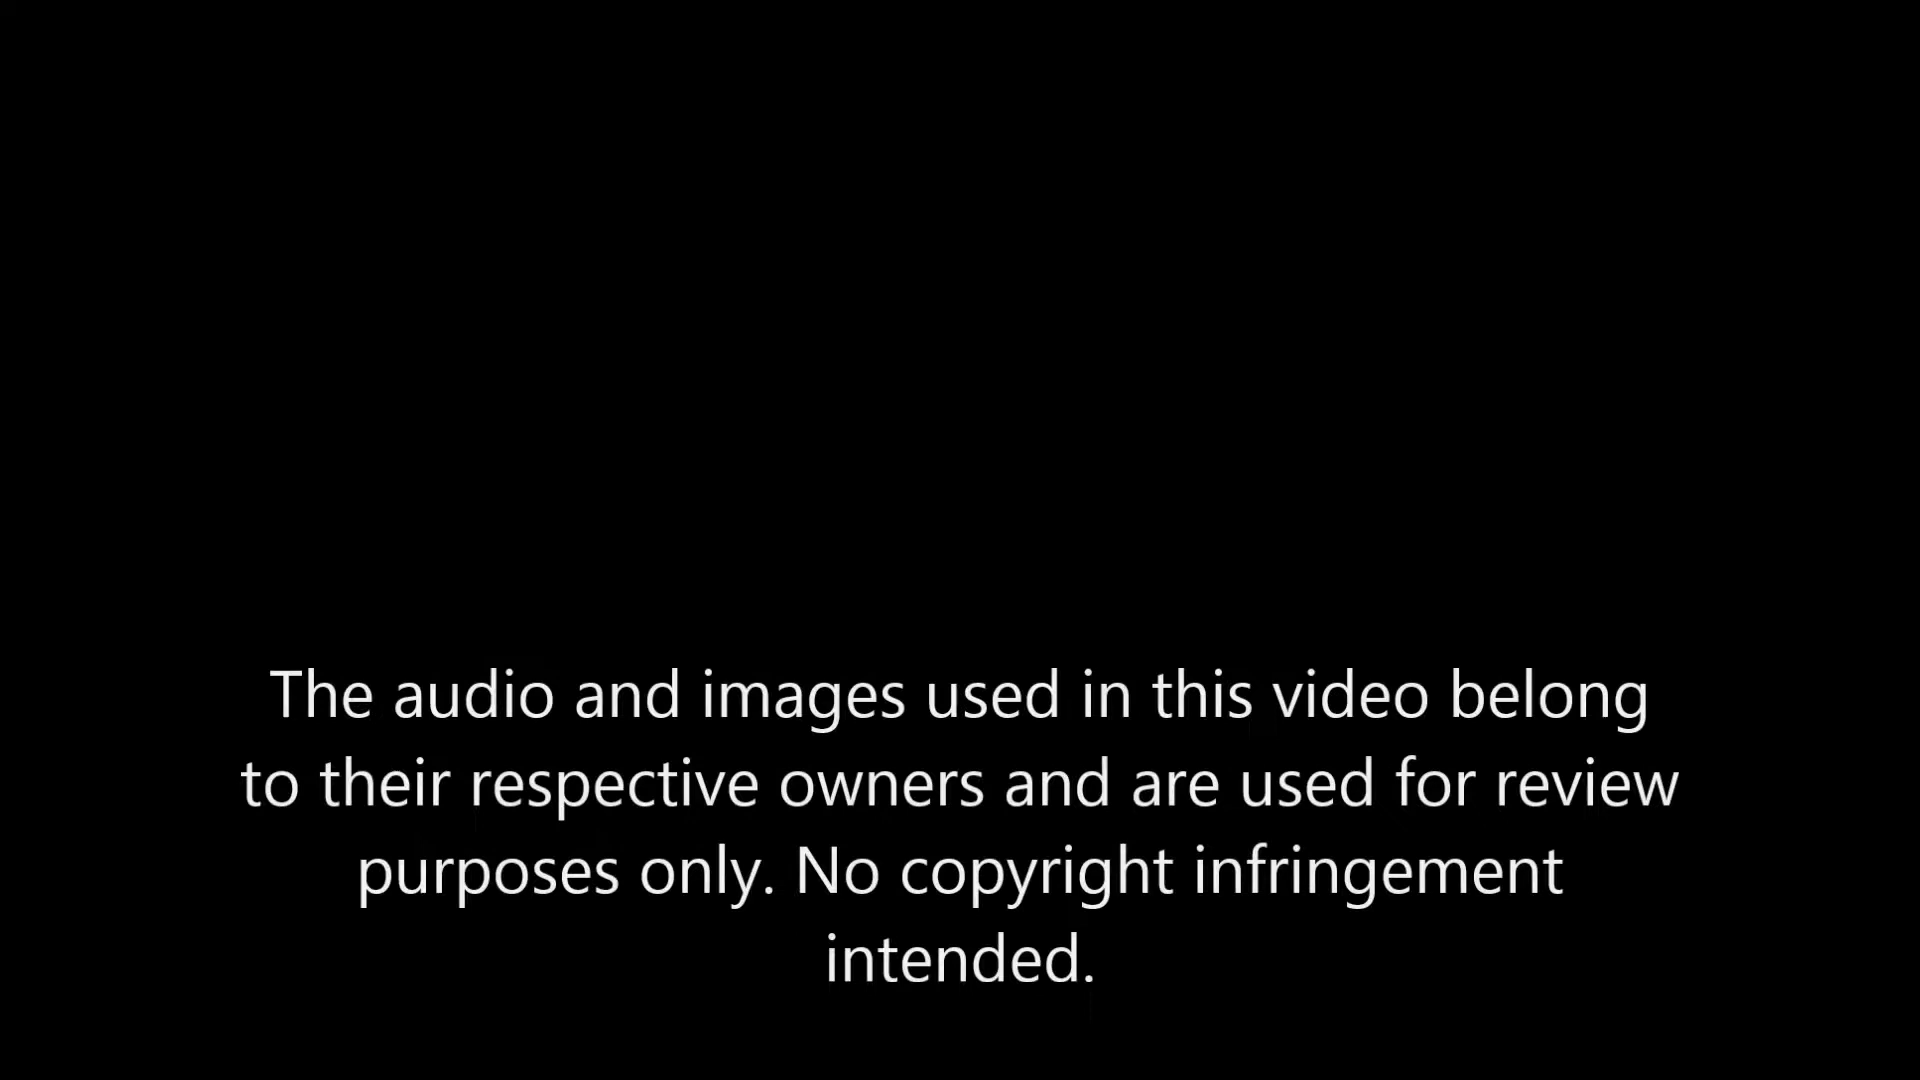 The audio and images used in this video belong
to their respective owners and are used for review
purposes only. No copyright infringement
intended.